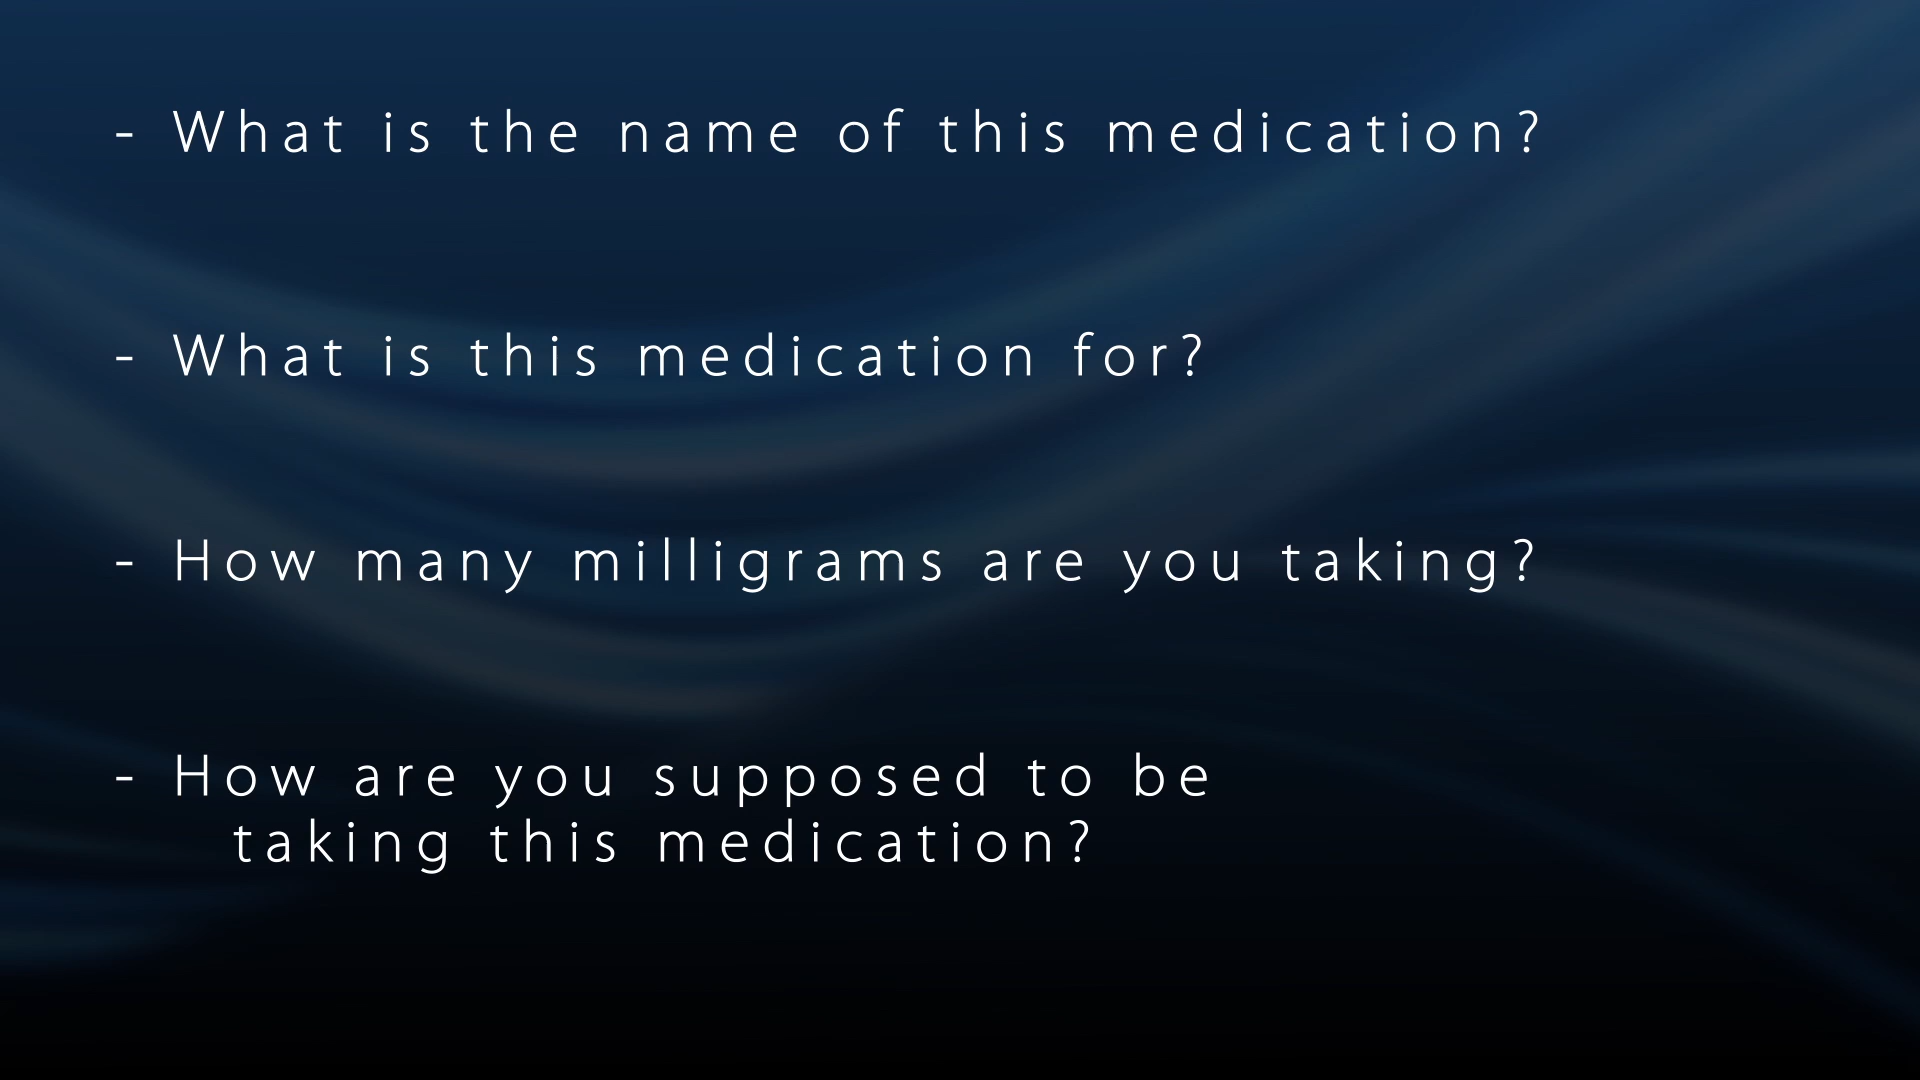 - What is the name of this medication?
- What is this medication for?
- How many milligrams are you taking?
- How are you supposed to be
taking this medication?